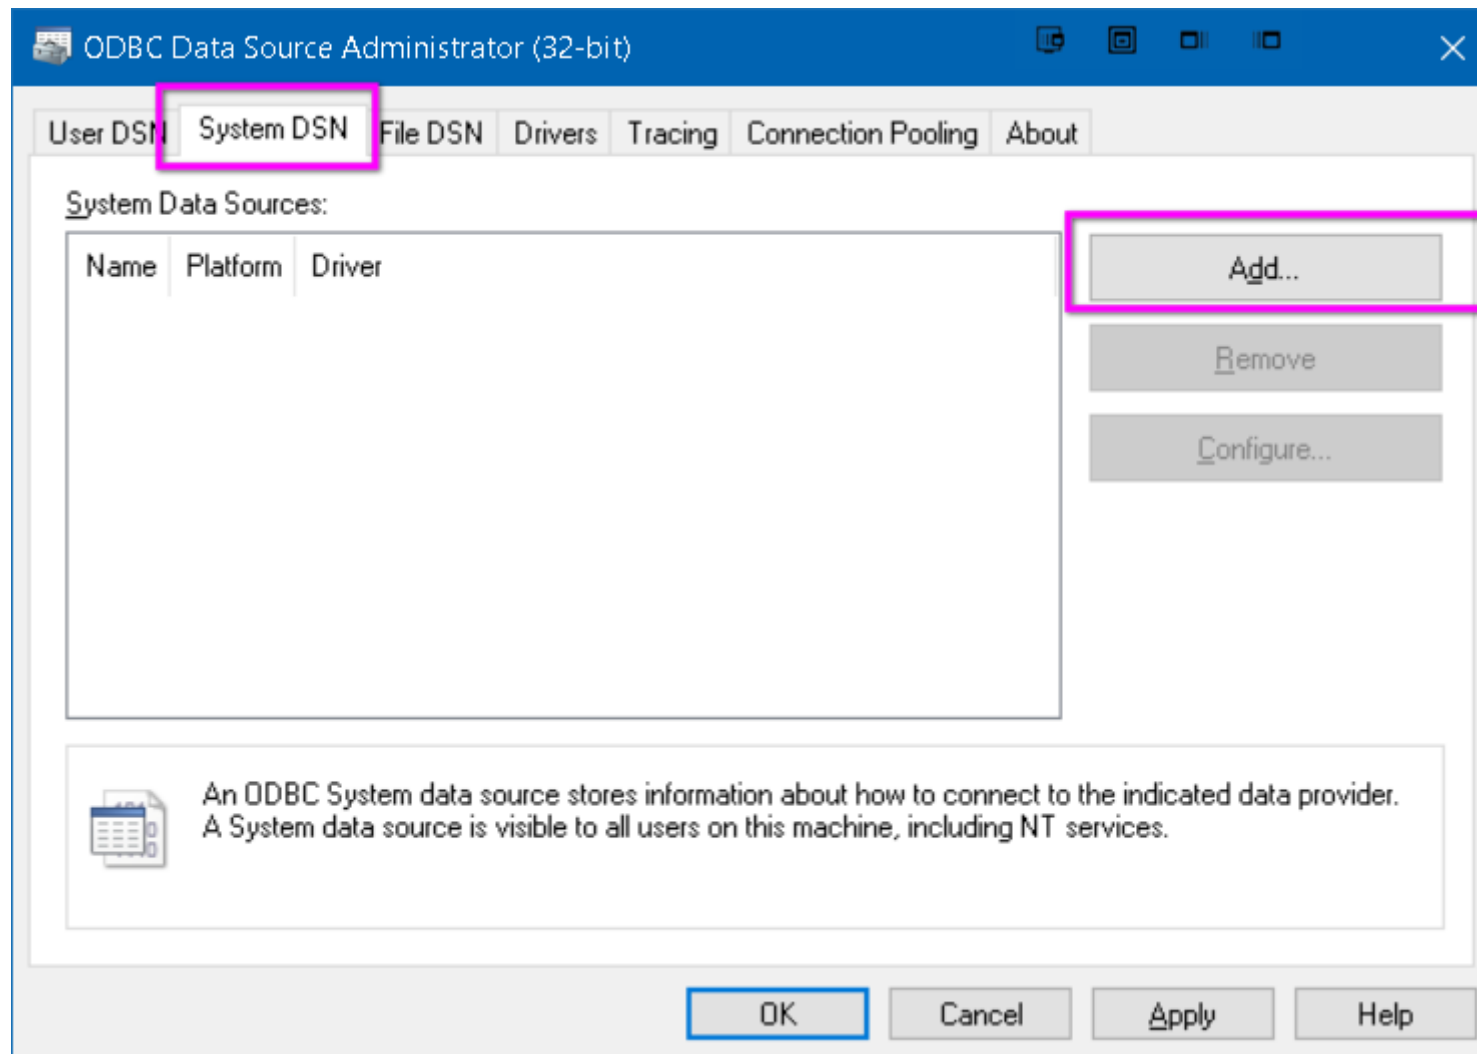 ODBC Data Source Administrator (32-bit)
User DSN System DSN File DSN Drivers Tracing Connection Pooling About
System Data Sources:
Name Platform Driver
Add...
Remove
Configure...
An ODBC System data source stores information about how to connect to the indicated data provider.
A System data source is visible to all users on this machine, including NT services.
OK Cancel Apply Help